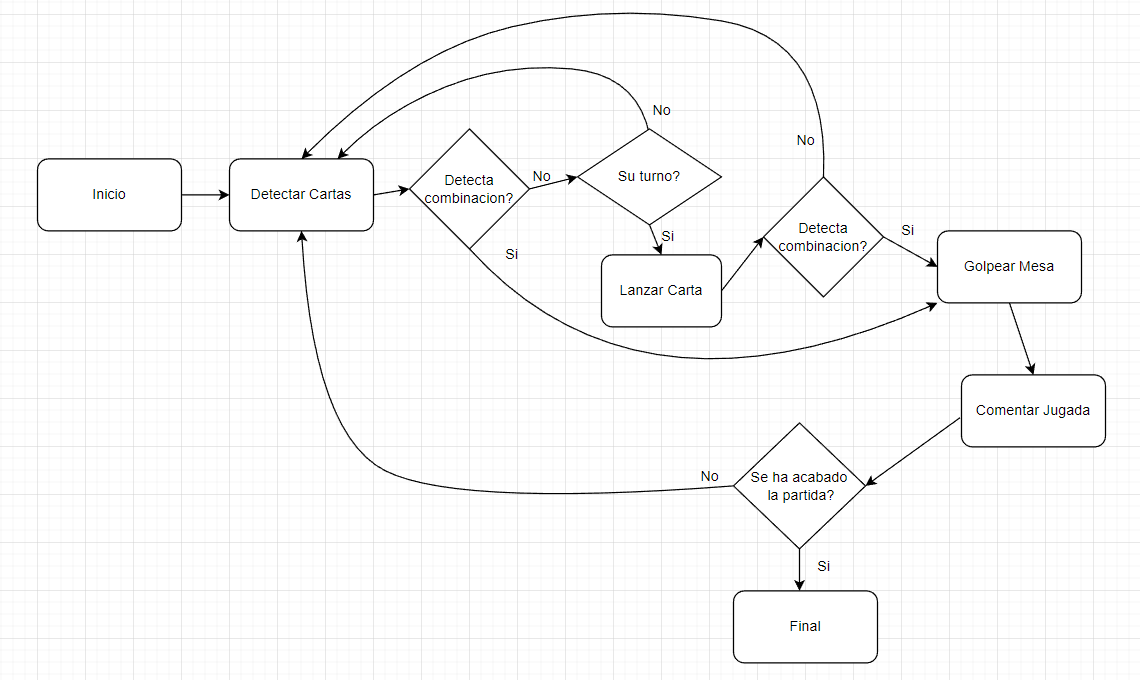 No
No
Inicio
Detectar Cartas
Detecta
combinacion?
No
Su turno?
Si
Si
Lanzar Carta
Detecta
combinacion?
Si
Golpear Mesa
Comentar Jugada
Se ha acabado
la partida?
No
Si
Final